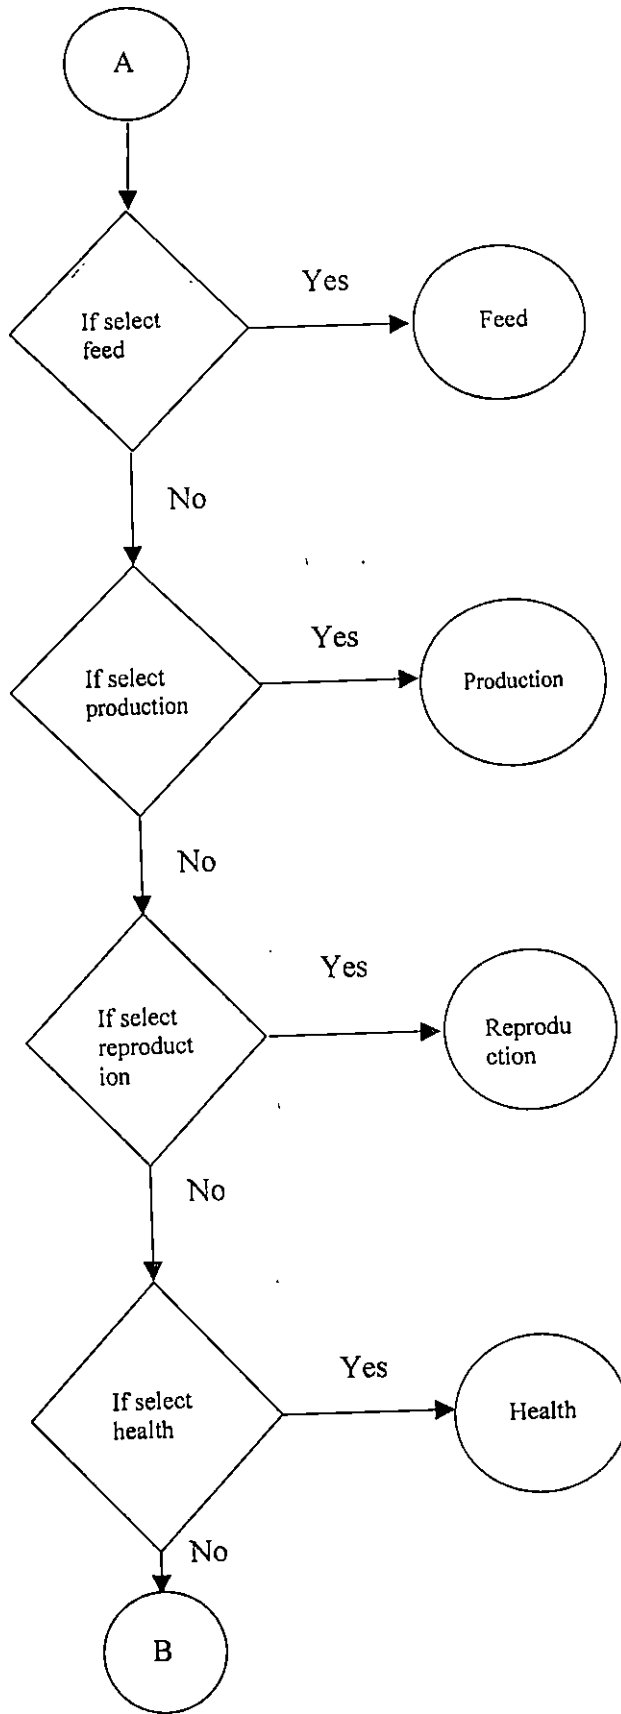 A
Yes
If select
feed
Feed
No
Yes
If select
production
Production
No
Yes
If select
reproduct
ion
Reprodu
ction
No
Yes
If select
health
Health
No
B